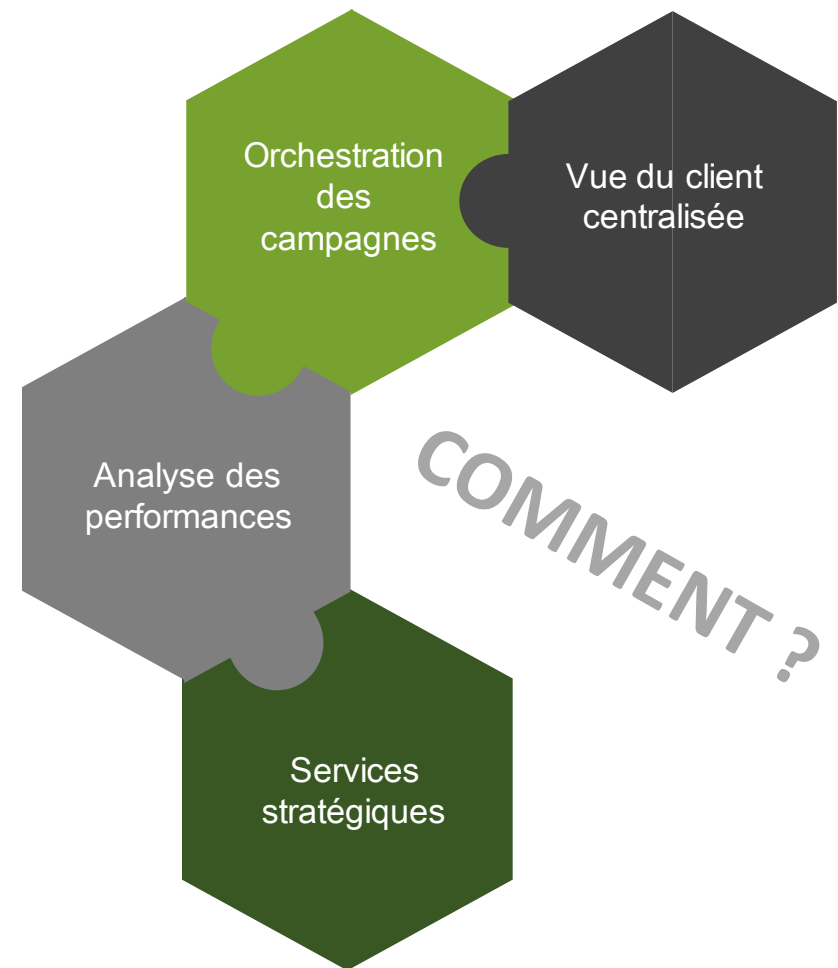 Orchestration
des
campagnes
Vue du client
centralisée
Analyse des
performances
COMMENT ?
Services
stratégiques